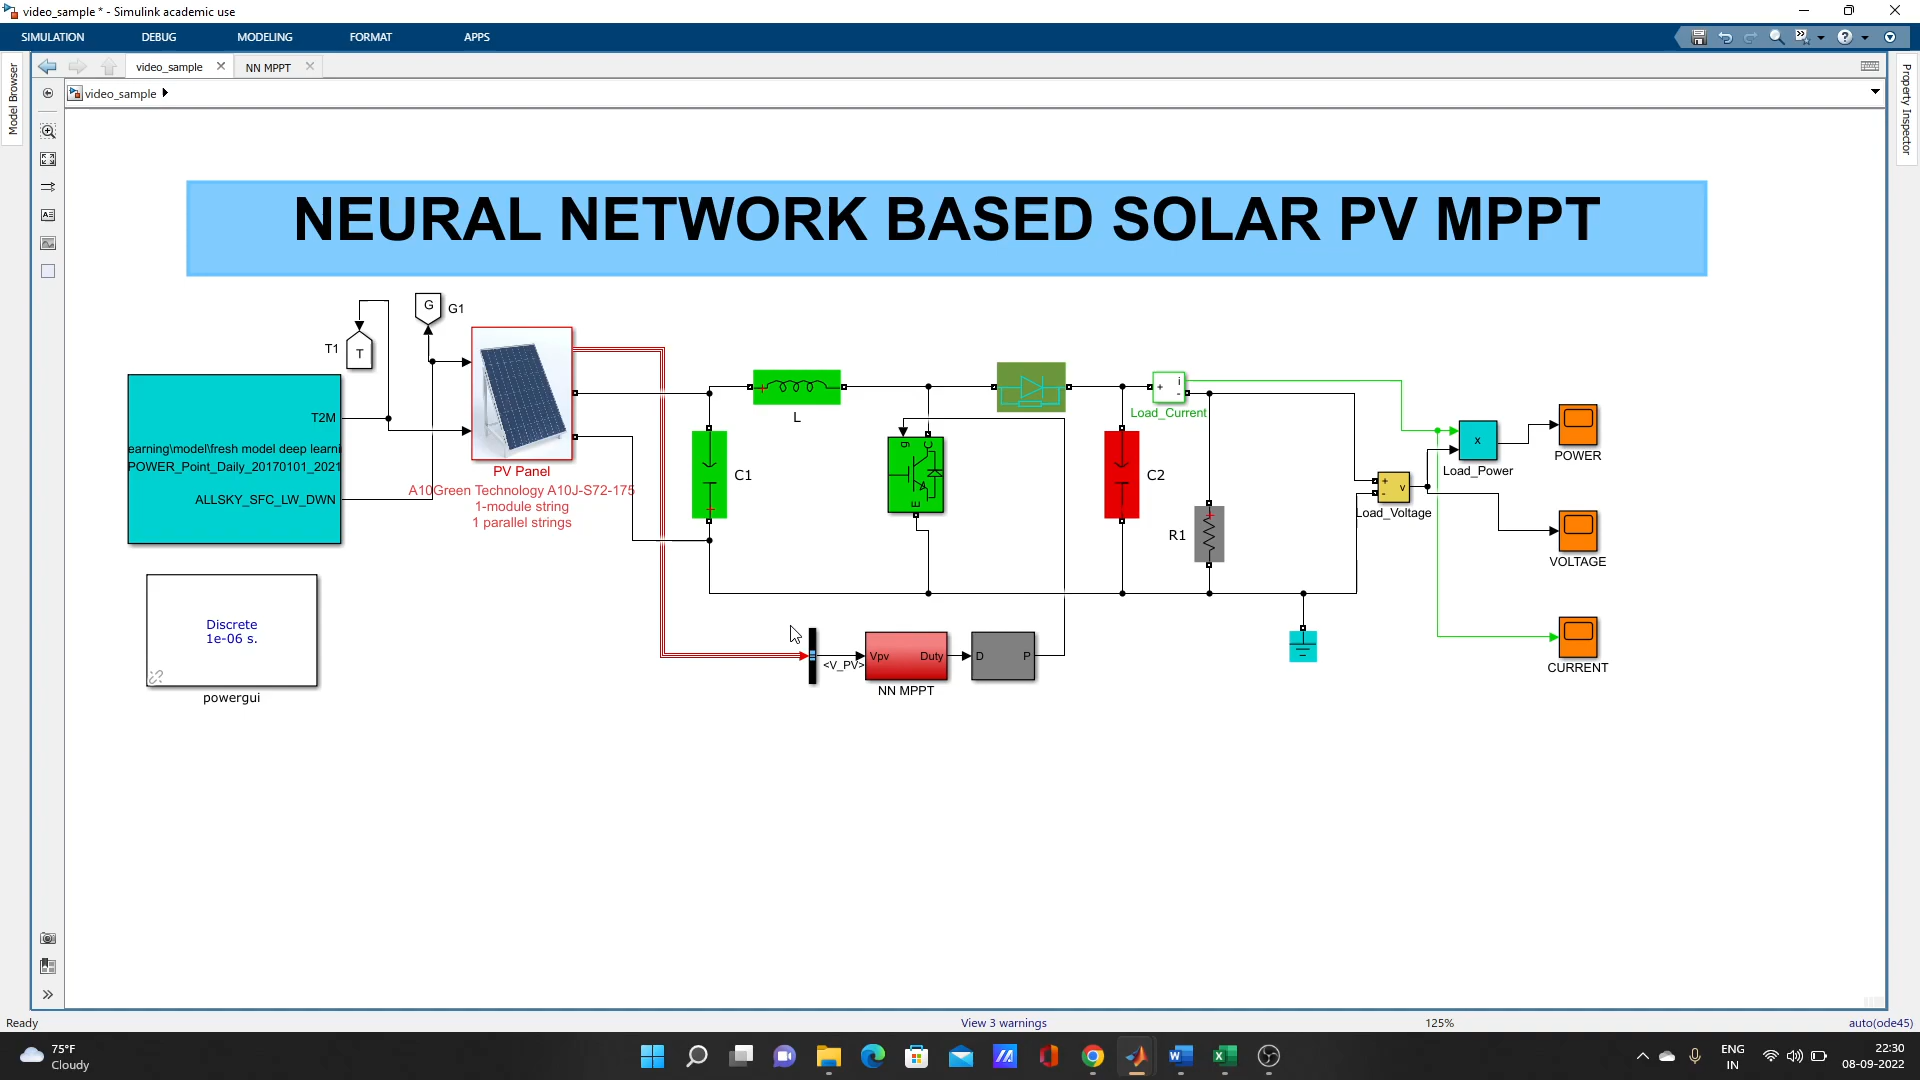 video_sample * - Simulink academic use
SIMULATION DEBUG MODELING FORMAT APPS
video_sample NN MPPT
Model Browser
Property Inspector
video_sample
NEURAL NETWORK BASED SOLAR PV MPPT
G G1
T1 T
T2M
earning\model\fresh model deep learni
POWER_Point_Daily_20170101_2021
ALLSKY_SFC_LW_DWN
PV Panel
A10Green Technology A10J-S72-175
1-module string
1 parallel strings
L
C1
g C
E
C2
+ i
-
Load_Current
R1
+
- v
Load_Voltage
x
Load_Power
POWER
VOLTAGE
CURRENT
Discrete
1e-06 s.
powergui
<V_PV>
Vpv Duty
NN MPPT
D P
Ready View 3 warnings 125% auto(ode45)
75°F
Cloudy
ENG
IN
22:30
08-09-2022